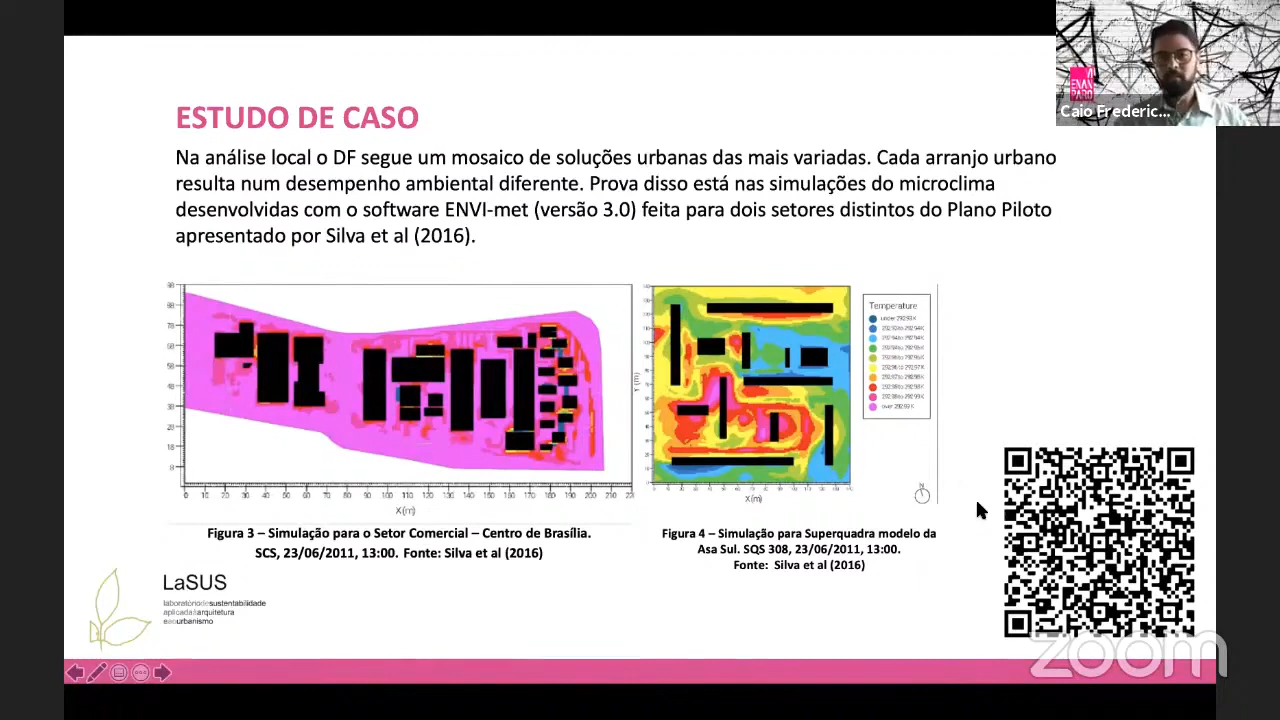 VI
ENAN
PARQ
Caio Frederic...
ESTUDO DE CASO
Na análise local o DF segue um mosaico de soluções urbanas das mais variadas. Cada arranjo urbano
resulta num desempenho ambiental diferente. Prova disso está nas simulações do microclima
desenvolvidas com o software ENVI-met (versão 3.0) feita para dois setores distintos do Plano Piloto
apresentado por Silva et al (2016).
X(m)
Y (m)
X(m)
Temperature
N
Figura 3 – Simulação para o Setor Comercial – Centro de Brasília.
SCS, 23/06/2011, 13:00. Fonte: Silva et al (2016)
Figura 4 – Simulação para Superquadra modelo da
Asa Sul. SQS 308, 23/06/2011, 13:00.
Fonte: Silva et al (2016)
LaSUS
laboratóriodesustentabilidade
aplicadaàarquitetura
eaourbanismo
zoom